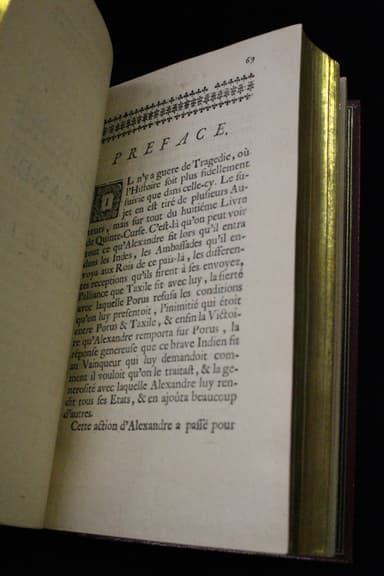 69
PREFACE.
IL n'y a guere de Tragedie, où
l'Histoire soit plus fidellement
suivie que dans celle-cy. Le su-
jet en est tiré de plusieurs Au-
teurs, mais sur tout du huitiéme Livre
de Quinte-Curse. C'est-là qu'on peut voir
tout ce qu'Alexandre fit lors qu'il entra
dans les Indes, les Ambassades qu'il en-
voya aux Rois de ce païs-là, les differen-
tes receptions qu'ils firent à ses envoyez,
l'alliance que Taxile fit avec luy, la fierté
avec laquelle Porus refusa les conditions
qu'on luy presentoit, l'inimitié qui étoit
entre Porus & Taxile, & enfin la Victoi-
re qu'Alexandre remporta sur Porus, la
réponse genereuse que ce brave Indien fit
au Vainqueur qui luy demandoit com-
ment il vouloit qu'on le traitast, & la ge-
nerosité avec laquelle Alexandre luy ren-
dit tous ses Etats, & en ajoûta beaucoup
d'autres.
Cette action d'Alexandre a passé pour